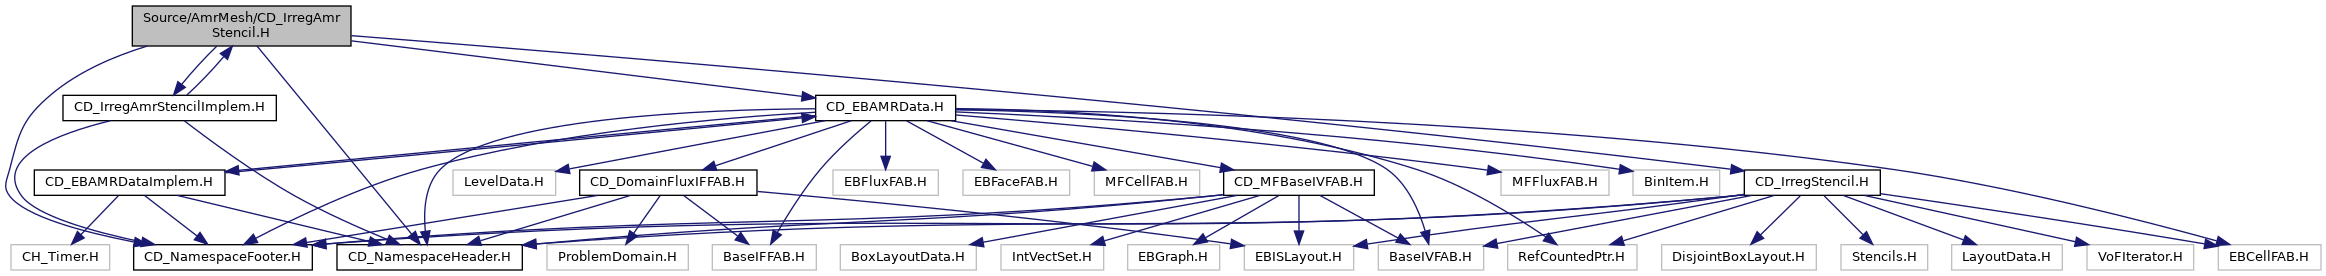 Source/AmrMesh/CD_IrregAmr
Stencil.H
CD_IrregAmrStencilImplem.H
CD_EBAMRData.H
CD_EBAMRDataImplem.H
LevelData.H
CD_DomainFluxIFFAB.H
EBFluxFAB.H
EBFaceFAB.H
MFCellFAB.H
CD_MFBaseIVFAB.H
MFFluxFAB.H
BinItem.H
CD_IrregStencil.H
CH_Timer.H
CD_NamespaceFooter.H
CD_NamespaceHeader.H
ProblemDomain.H
BaseIFFAB.H
BoxLayoutData.H
IntVectSet.H
EBGraph.H
EBISLayout.H
BaseIVFAB.H
RefCountedPtr.H
DisjointBoxLayout.H
Stencils.H
LayoutData.H
VoFIterator.H
EBCellFAB.H